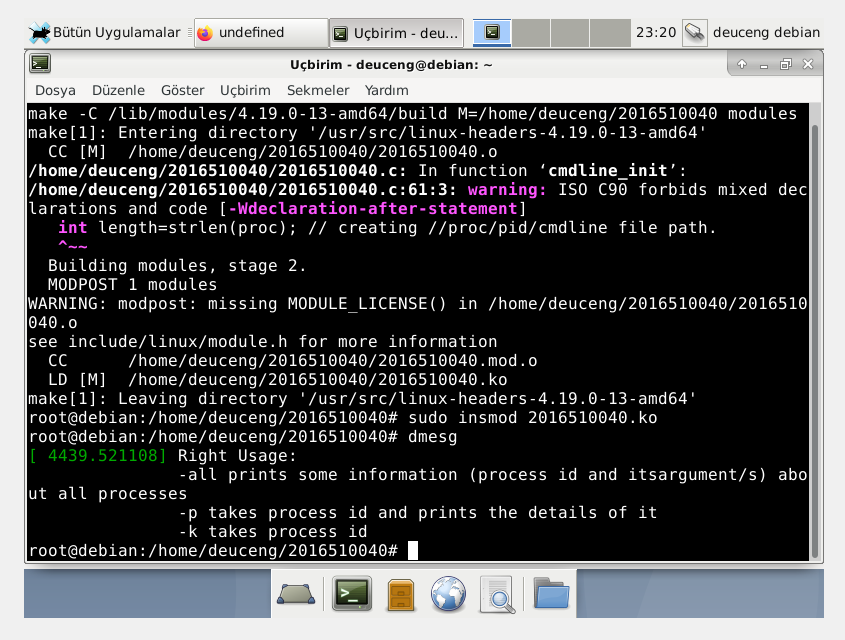 Bütün Uygulamalar undefined Uçbirim - deu... 23:20 deuceng debian
Uçbirim - deuceng@debian: ~
Dosya Düzenle Göster Uçbirim Sekmeler Yardım
make -C /lib/modules/4.19.0-13-amd64/build M=/home/deuceng/2016510040 modules
make[1]: Entering directory '/usr/src/linux-headers-4.19.0-13-amd64'
  CC [M]  /home/deuceng/2016510040/2016510040.o
/home/deuceng/2016510040/2016510040.c: In function ‘cmdline_init’:
/home/deuceng/2016510040/2016510040.c:61:3: warning: ISO C90 forbids mixed dec
larations and code [-Wdeclaration-after-statement]
   int length=strlen(proc); // creating //proc/pid/cmdline file path.
   ^~~
  Building modules, stage 2.
  MODPOST 1 modules
WARNING: modpost: missing MODULE_LICENSE() in /home/deuceng/2016510040/2016510
040.o
see include/linux/module.h for more information
  CC      /home/deuceng/2016510040/2016510040.mod.o
  LD [M]  /home/deuceng/2016510040/2016510040.ko
make[1]: Leaving directory '/usr/src/linux-headers-4.19.0-13-amd64'
root@debian:/home/deuceng/2016510040# sudo insmod 2016510040.ko
root@debian:/home/deuceng/2016510040# dmesg
[ 4439.521108] Right Usage:
               -all prints some information (process id and itsargument/s) abo
ut all processes
               -p takes process id and prints the details of it
               -k takes process id
root@debian:/home/deuceng/2016510040#